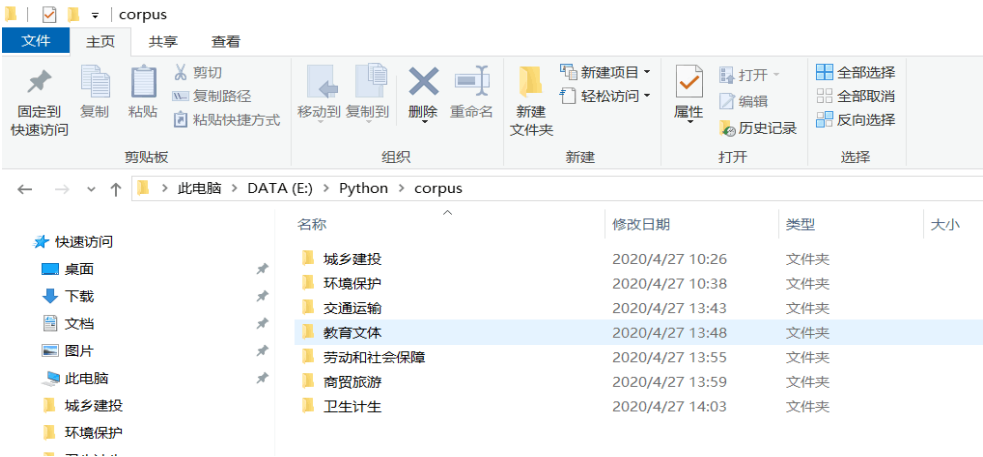 corpus
文件 主页 共享 查看
固定到快速访问 复制 粘贴 剪切 复制路径 粘贴快捷方式
移动到 复制到 删除 重命名
新建文件夹 新建项目 轻松访问
属性 打开 编辑 历史记录
全部选择 全部取消 反向选择
剪贴板 组织 新建 打开 选择
此电脑 > DATA (E:) > Python > corpus
名称 修改日期 类型 大小
快速访问
桌面
下载
文档
图片
此电脑
城乡建投
环境保护
城乡建投 2020/4/27 10:26 文件夹
环境保护 2020/4/27 10:38 文件夹
交通运输 2020/4/27 13:43 文件夹
教育文体 2020/4/27 13:48 文件夹
劳动和社会保障 2020/4/27 13:55 文件夹
商贸旅游 2020/4/27 13:59 文件夹
卫生计生 2020/4/27 14:03 文件夹